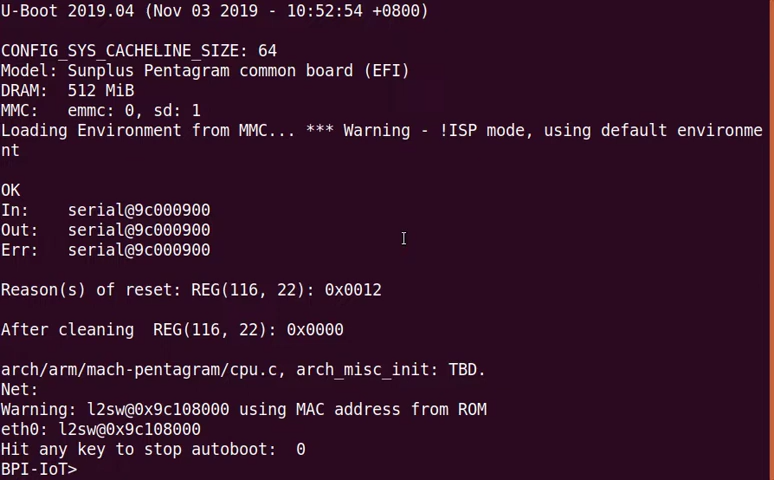 U-Boot 2019.04 (Nov 03 2019 - 10:52:54 +0800)
CONFIG_SYS_CACHELINE_SIZE: 64
Model: Sunplus Pentagram common board (EFI)
DRAM:  512 MiB
MMC:   emmc: 0, sd: 1
Loading Environment from MMC... *** Warning - !ISP mode, using default environme
nt
OK
In:    serial@9c000900
Out:   serial@9c000900
Err:   serial@9c000900
Reason(s) of reset: REG(116, 22): 0x0012
After cleaning  REG(116, 22): 0x0000
arch/arm/mach-pentagram/cpu.c, arch_misc_init: TBD.
Net:
Warning: l2sw@0x9c108000 using MAC address from ROM
eth0: l2sw@0x9c108000
Hit any key to stop autoboot:  0
BPI-IoT>